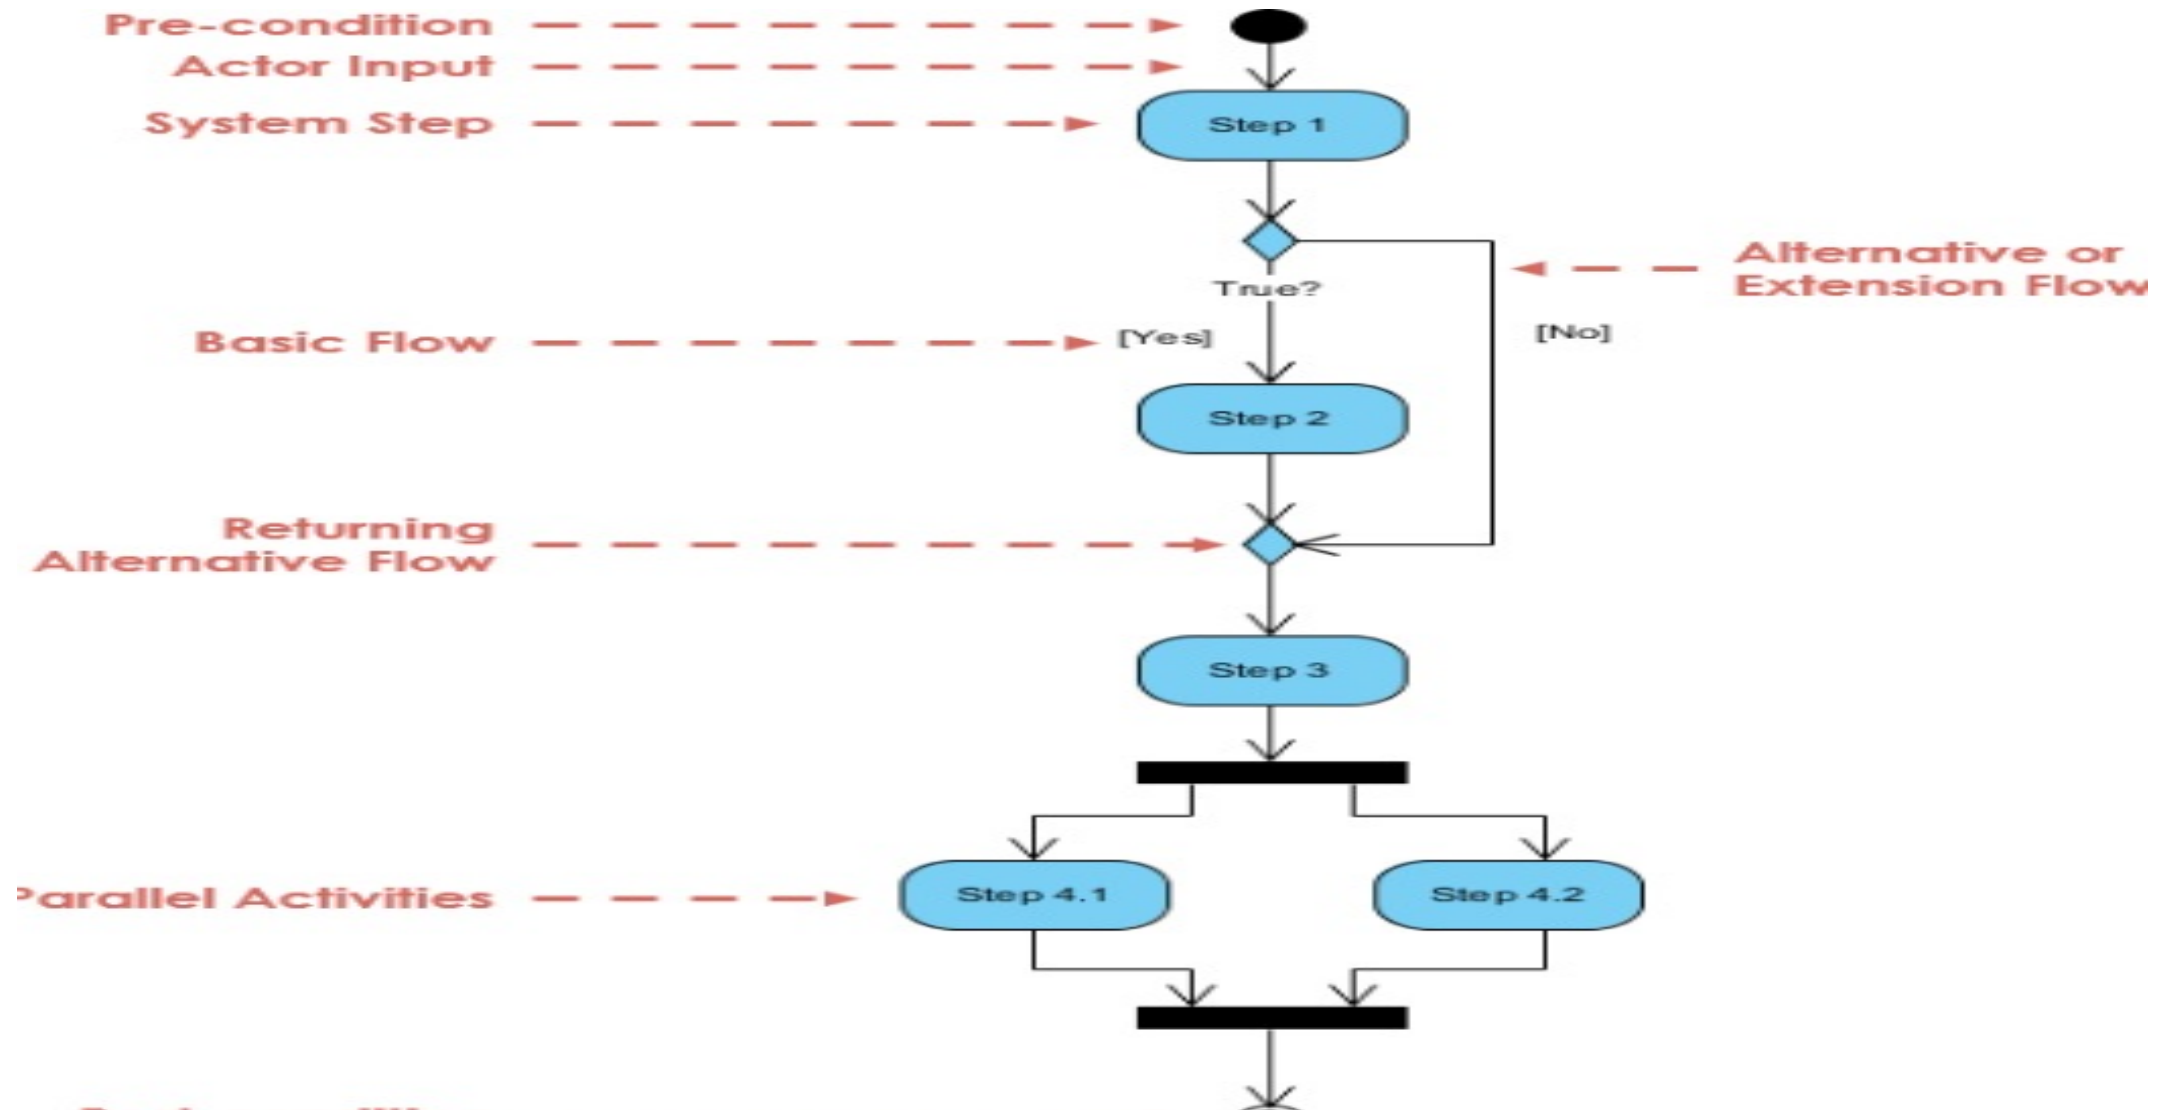 Pre-condition
Actor Input
System Step
Step 1
True?
Alternative or
Extension Flow
Basic Flow
[Yes]
[No]
Step 2
Returning
Alternative Flow
Step 3
Parallel Activities
Step 4.1
Step 4.2